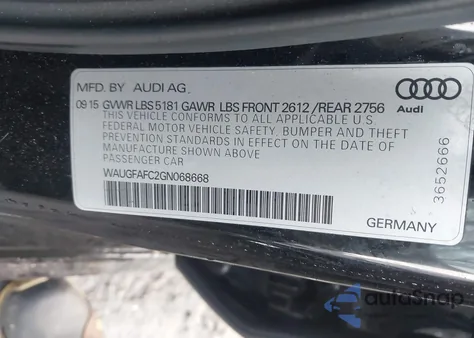 MFD. BY AUDI AG.
09 15 GVWR LBS 5181 GAWR LBS FRONT 2612 /REAR 2756
THIS VEHICLE CONFORMS TO ALL APPLICABLE U.S.
FEDERAL MOTOR VEHICLE SAFETY, BUMPER AND THEFT
PREVENTION STANDARDS IN EFFECT ON THE DATE
OF MANUFACTURE SHOWN ABOVE.
PASSENGER CAR
WAUGFAFC2GN068668
GERMANY
Audi
3652666
autoSnap